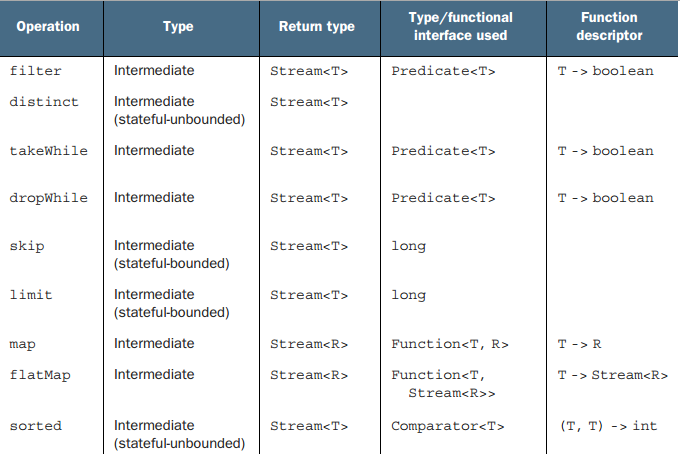 Operation Type Return type Type/functional interface used Function descriptor
filter Intermediate Stream<T> Predicate<T> T -> boolean
distinct Intermediate (stateful-unbounded) Stream<T>
takeWhile Intermediate Stream<T> Predicate<T> T -> boolean
dropWhile Intermediate Stream<T> Predicate<T> T -> boolean
skip Intermediate (stateful-bounded) Stream<T> long
limit Intermediate (stateful-bounded) Stream<T> long
map Intermediate Stream<R> Function<T, R> T -> R
flatMap Intermediate Stream<R> Function<T, Stream<R>> T -> Stream<R>
sorted Intermediate (stateful-unbounded) Stream<T> Comparator<T> (T, T) -> int